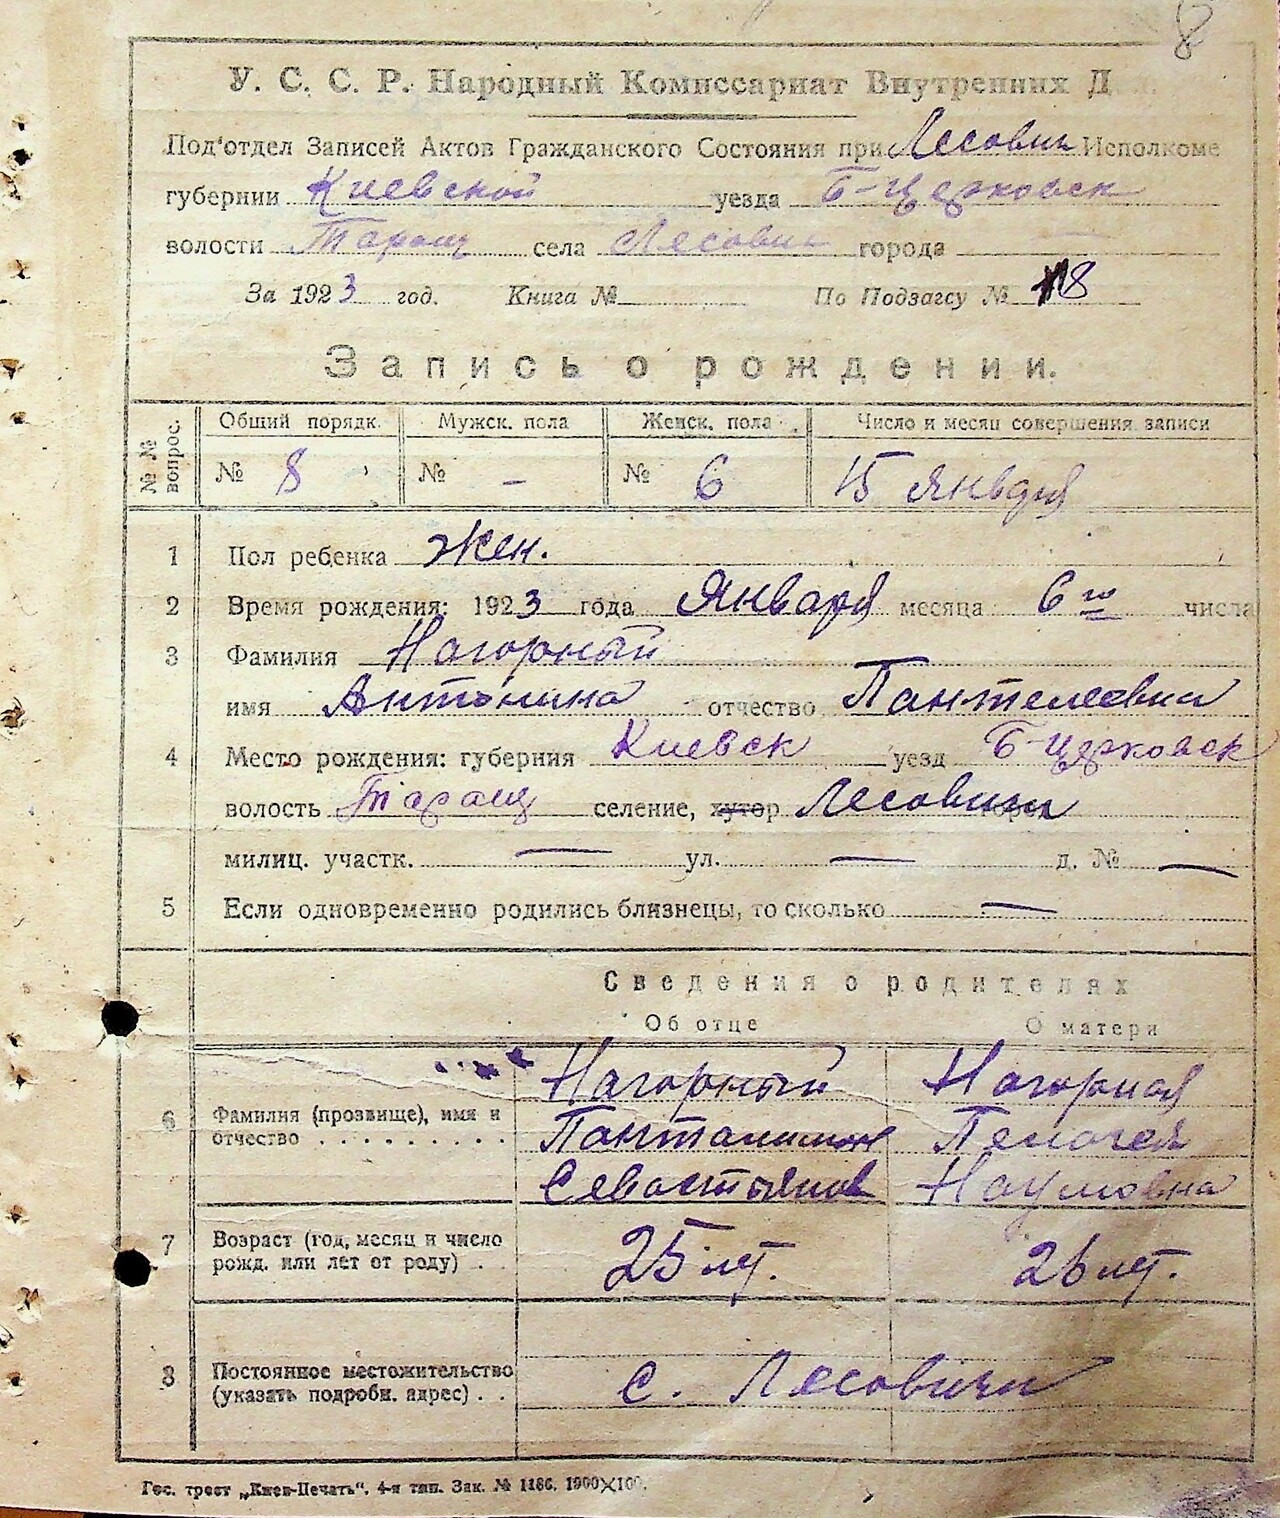 8
У. С. С. Р. Народный Комиссариат Внутренних Дел.
Под'отдел Записей Актов Гражданского Состояния при Лесович Исполкоме
губернии Киевской уезда Б-Церковск
волости Таращ села Лесович города —
За 1923 год. Книга № По Подзагсу № 8
Запись о рождении.
№ № вопрос. Общий порядк. Мужск. пола Женск. пола Число и месяц совершения записи
№ 8 № - № 6 15 Января
1 Пол ребенка Жен.
2 Время рождения: 1923 года Января месяца 6го числа
3 Фамилия Нагорный
имя Антонина отчество Пантелеевна
4 Место рождения: губерния Киевск уезд Б-Церковск
волость Таращ селение, хутор Лесовичи город
милиц. участк. — ул. — д. № —
5 Если одновременно родились близнецы, то сколько —
Сведения о родителях
Об отце О матери
6 Фамилия (прозвище), имя и отчество
Нагорный Нагорная
Пантелимон Пелагея
Севастьянов Наумовна
7 Возраст (год, месяц и число рожд. или лет от роду) . . 25 лет. 26 лет.
8 Постоянное местожительство (указать подробн. адрес) . . с. Лесовичи
Гос. трест „Киев-Печать“. 4-я тип. Зак. № 1186. 1900×100.